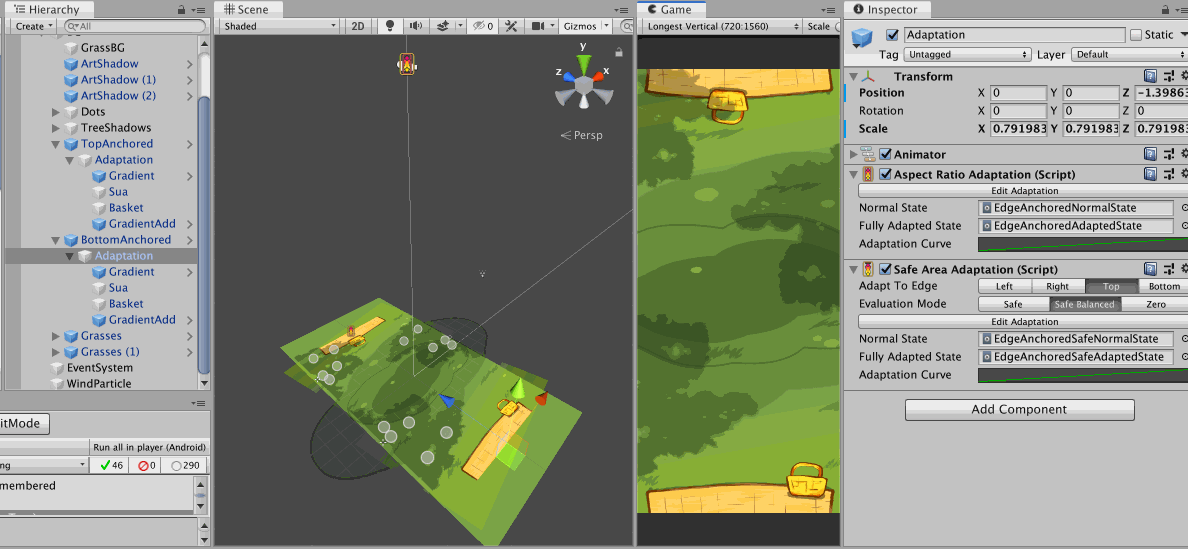 Hierarchy
Create
All
GrassBG
ArtShadow
ArtShadow (1)
ArtShadow (2)
Dots
TreeShadows
TopAnchored
Adaptation
Gradient
Sua
Basket
GradientAdd
BottomAnchored
Adaptation
Gradient
Sua
Basket
GradientAdd
Grasses
Grasses (1)
EventSystem
WindParticle
itMode
Run all in player (Android)
ng
46
0
290
membered
Scene
Shaded
2D
0
Gizmos
y
z
x
Persp
Game
Longest Vertical (720:1560)
Scale
Inspector
Adaptation
Static
Tag
Untagged
Layer
Default
Transform
Position X 0 Y 0 Z -1.39863
Rotation X 0 Y 0 Z 0
Scale X 0.791983 Y 0.791983 Z 0.791983
Animator
Aspect Ratio Adaptation (Script)
Edit Adaptation
Normal State EdgeAnchoredNormalState
Fully Adapted State EdgeAnchoredAdaptedState
Adaptation Curve
Safe Area Adaptation (Script)
Adapt To Edge Left Right Top Bottom
Evaluation Mode Safe Safe Balanced Zero
Edit Adaptation
Normal State EdgeAnchoredSafeNormalState
Fully Adapted State EdgeAnchoredSafeAdaptedState
Adaptation Curve
Add Component